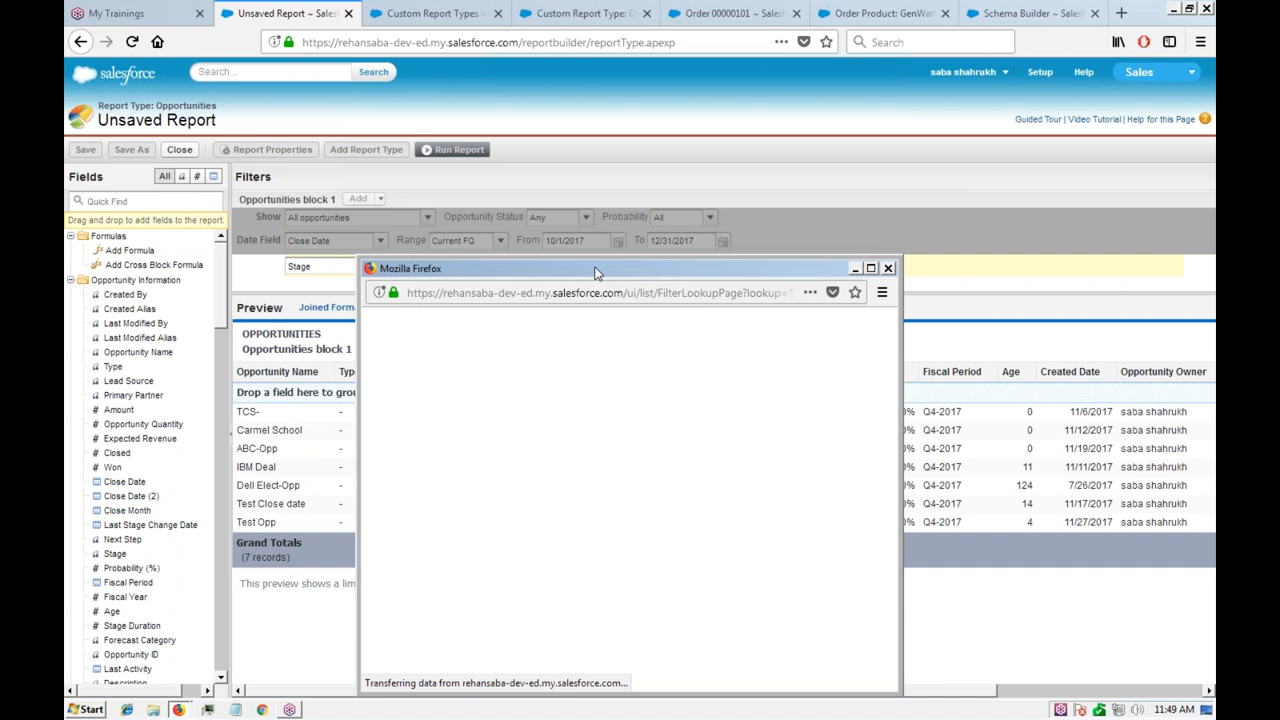 My Trainings
Unsaved Report ~ Sales
Custom Report Types ~
Custom Report Type: O
Order 00000101 ~ Sales
Order Product: GenWat
Schema Builder ~ Salesf
https://rehansaba-dev-ed.my.salesforce.com/reportbuilder/reportType.apexp
Search
salesforce
Search...
Search
saba shahrukh
Setup
Help
Sales
Report Type: Opportunities
Unsaved Report
Guided Tour | Video Tutorial | Help for this Page
Save
Save As
Close
Report Properties
Add Report Type
Run Report
Fields
All
a
#
Quick Find
Drag and drop to add fields to the report.
Formulas
Add Formula
Add Cross Block Formula
Opportunity Information
Created By
Created Alias
Last Modified By
Last Modified Alias
Opportunity Name
Type
Lead Source
Primary Partner
Amount
Opportunity Quantity
Expected Revenue
Closed
Won
Close Date
Close Date (2)
Close Month
Last Stage Change Date
Next Step
Stage
Probability (%)
Fiscal Period
Fiscal Year
Age
Stage Duration
Forecast Category
Opportunity ID
Last Activity
Description
Filters
Opportunities block 1
Add
Show
All opportunities
Opportunity Status
Any
Probability
All
Date Field
Close Date
Range
Current FQ
From
10/1/2017
To
12/31/2017
Stage
Mozilla Firefox
https://rehansaba-dev-ed.my.salesforce.com/ui/list/FilterLookupPage?lookup=S
Transferring data from rehansaba-dev-ed.my.salesforce.com...
Preview
Joined Form
OPPORTUNITIES
Opportunities block 1
Opportunity Name Typ Fiscal Period Age Created Date Opportunity Owner
Drop a field here to grou
TCS- - 0% Q4-2017 0 11/6/2017 saba shahrukh
Carmel School - 0% Q4-2017 0 11/12/2017 saba shahrukh
ABC-Opp - 0% Q4-2017 0 11/19/2017 saba shahrukh
IBM Deal - 0% Q4-2017 11 11/11/2017 saba shahrukh
Dell Elect-Opp - 0% Q4-2017 124 7/26/2017 saba shahrukh
Test Close date - 0% Q4-2017 14 11/17/2017 saba shahrukh
Test Opp - 0% Q4-2017 4 11/27/2017 saba shahrukh
Grand Totals
(7 records)
This preview shows a lim
Start
11:49 AM